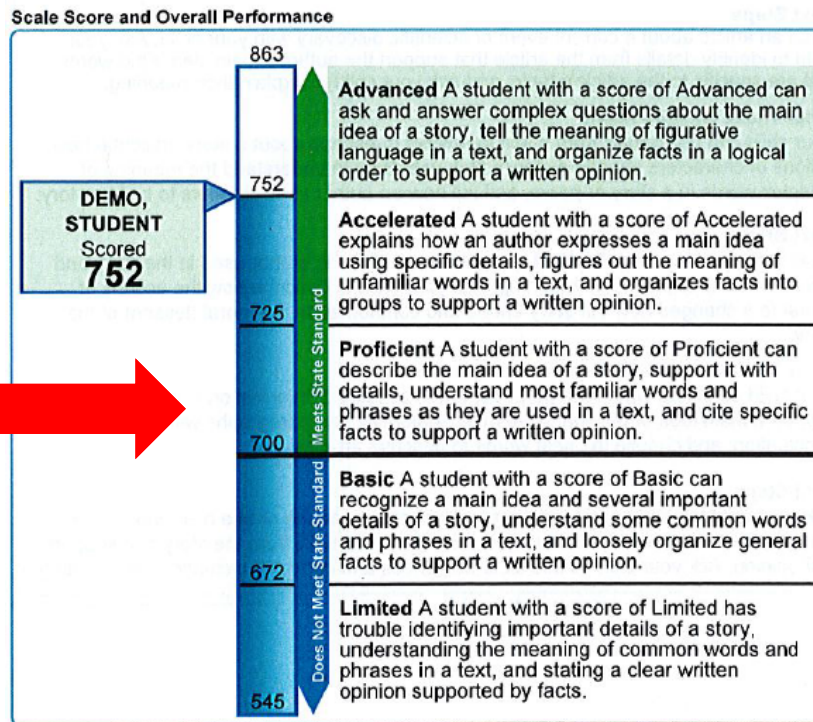 Scale Score and Overall Performance
863
Advanced A student with a score of Advanced can
ask and answer complex questions about the main
idea of a story, tell the meaning of figurative
language in a text, and organize facts in a logical
order to support a written opinion.
752
DEMO,
STUDENT
Scored
752
Accelerated A student with a score of Accelerated
explains how an author expresses a main idea
using specific details, figures out the meaning of
unfamiliar words in a text, and organizes facts into
groups to support a written opinion.
725
Meets State Standard
Proficient A student with a score of Proficient can
describe the main idea of a story, support it with
details, understand most familiar words and
phrases as they are used in a text, and cite specific
facts to support a written opinion.
700
Basic A student with a score of Basic can
recognize a main idea and several important
details of a story, understand some common words
and phrases in a text, and loosely organize general
facts to support a written opinion.
672
Does Not Meet State Standard
Limited A student with a score of Limited has
trouble identifying important details of a story,
understanding the meaning of common words and
phrases in a text, and stating a clear written
opinion supported by facts.
545